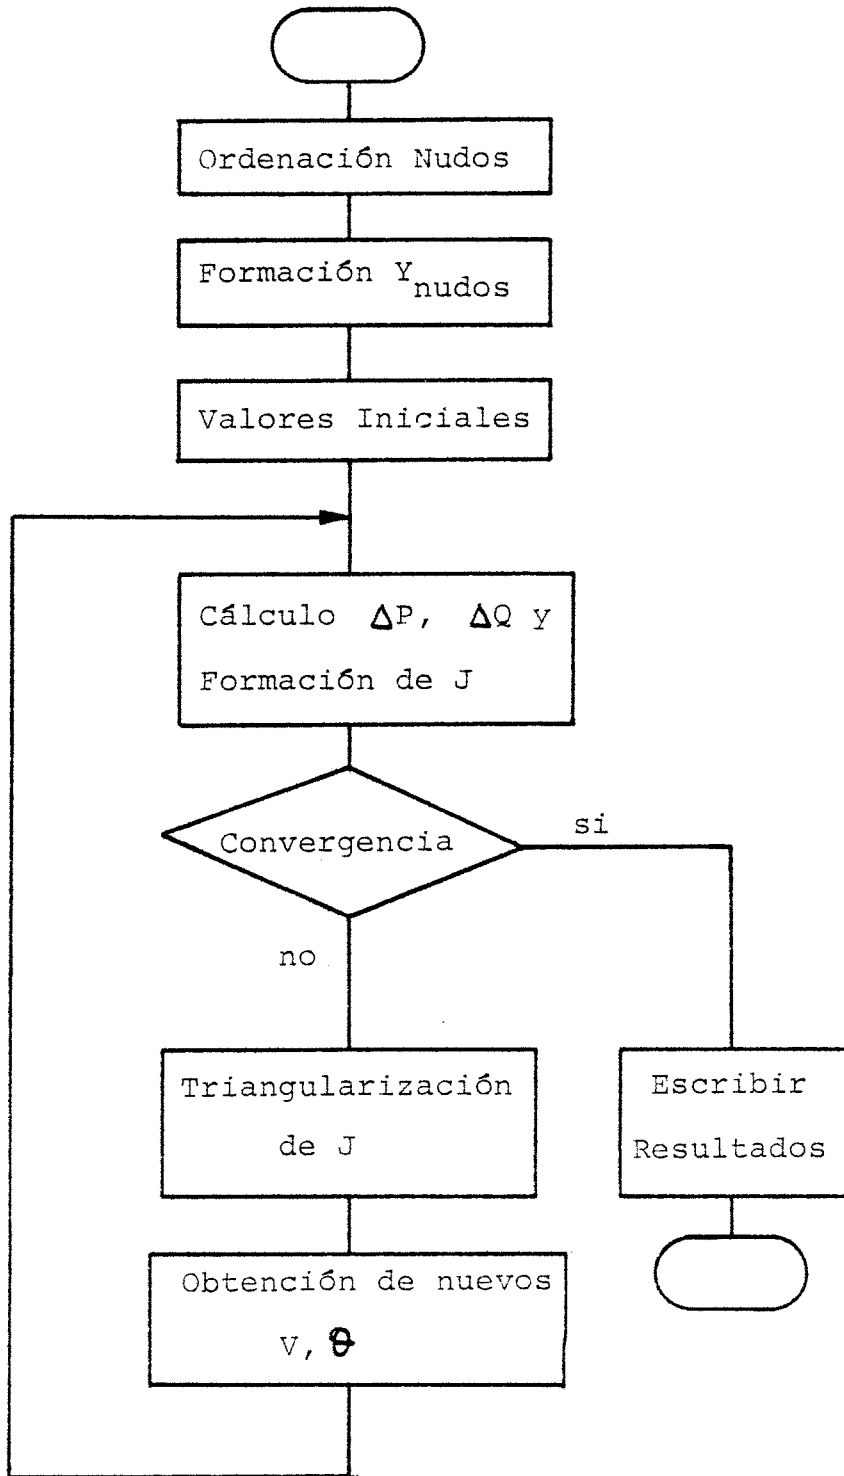 Ordenación Nudos
Formación Y nudos
Valores Iniciales
Cálculo ΔP, ΔQ y
Formación de J
Convergencia
si
no
Triangularización
de J
Escribir
Resultados
Obtención de nuevos
V, θ